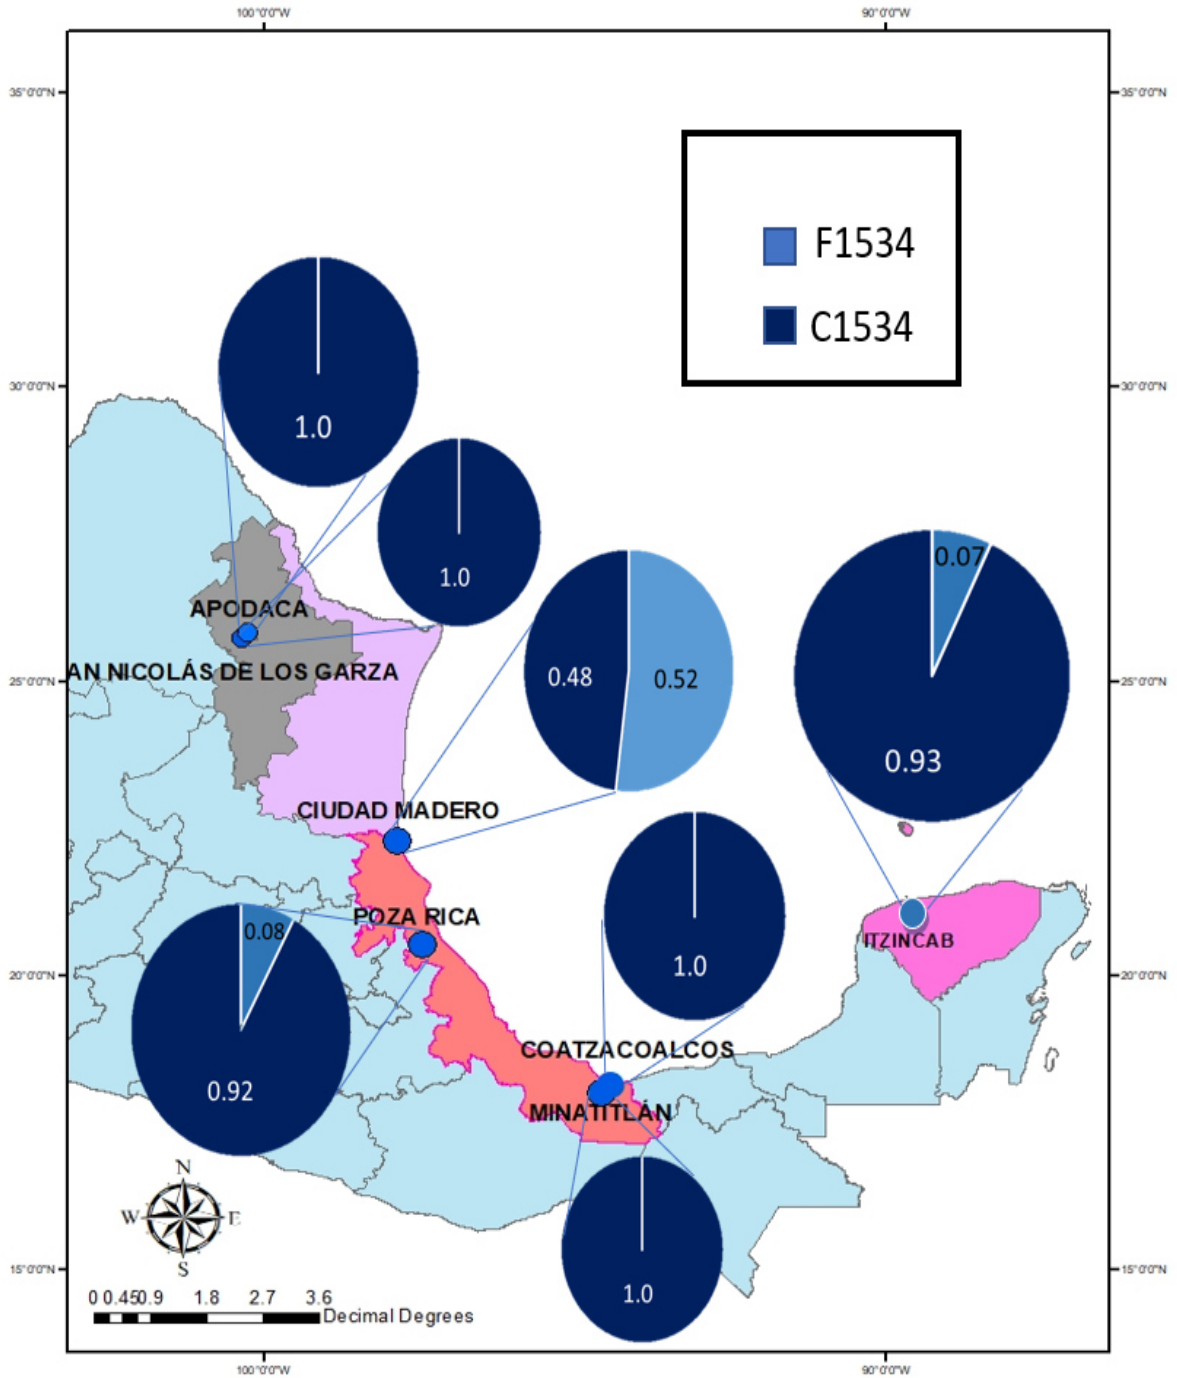 100°0'0"W 90°0'0"W
35°0'0"N 35°0'0"N
F1534
C1534
30°0'0"N 30°0'0"N
1.0
1.0
0.07
APODACA
AN NICOLÁS DE LOS GARZA
25°0'0"N 25°0'0"N
0.48 0.52
0.93
CIUDAD MADERO
POZA RICA
0.08
ITZINCAB
1.0
20°0'0"N 20°0'0"N
COATZACOALCOS
0.92
MINATITLÁN
N
W E
S
15°0'0"N 15°0'0"N
1.0
0 0.450.9 1.8 2.7 3.6
Decimal Degrees
100°0'0"W 90°0'0"W